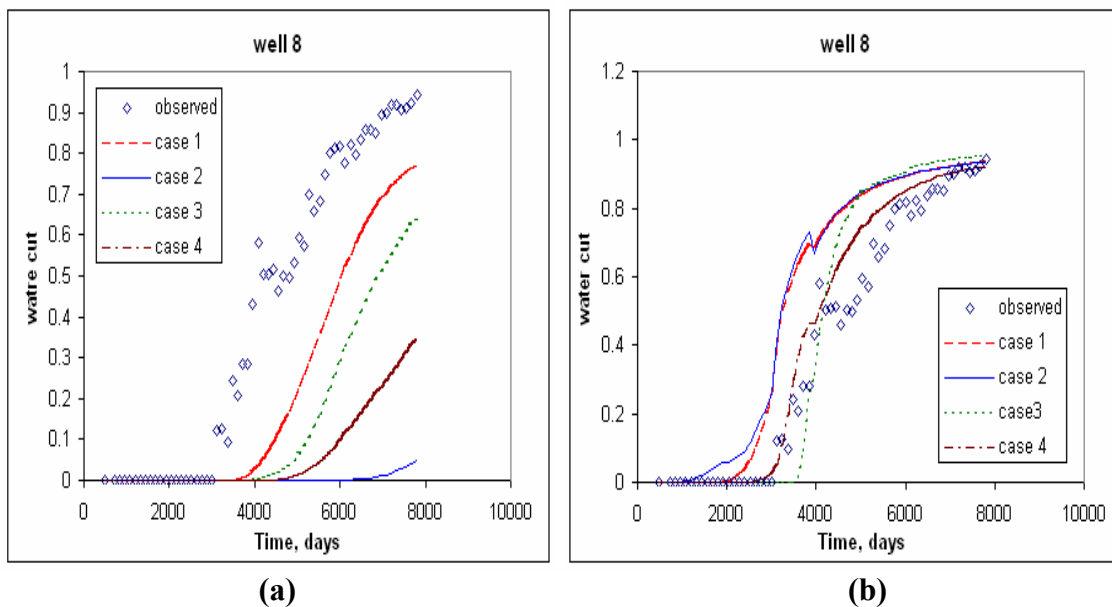 well 8
1
0.9
0.8
0.7
0.6
0.5
0.4
0.3
0.2
0.1
0
watre cut
observed
case 1
case 2
case 3
case 4
0 2000 4000 6000 8000 10000
Time, days
(a)
well 8
1.2
1
0.8
0.6
0.4
0.2
0
water cut
observed
case 1
case 2
case3
case 4
0 2000 4000 6000 8000 10000
Time, days
(b)